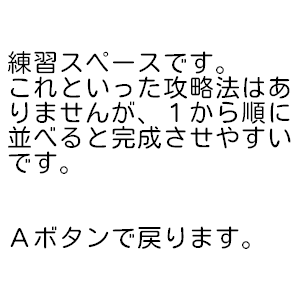 練習スペースです。
これといった攻略法はあ
りませんが、１から順に
並べると完成させやすい
です。
Ａボタンで戻ります。